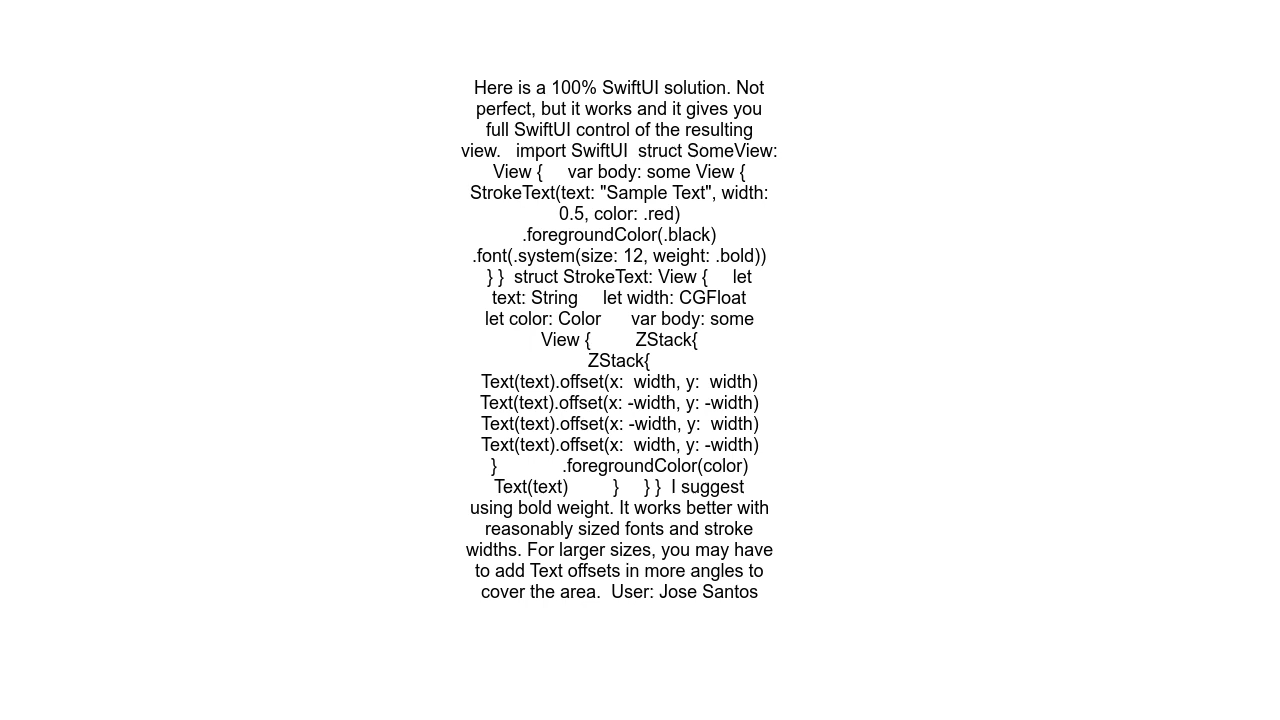 Here is a 100% SwiftUI solution. Not
perfect, but it works and it gives you
full SwiftUI control of the resulting
view.   import SwiftUI  struct SomeView:
View {     var body: some View {
StrokeText(text: "Sample Text", width:
0.5, color: .red)
.foregroundColor(.black)
.font(.system(size: 12, weight: .bold))
} }  struct StrokeText: View {     let
text: String     let width: CGFloat
let color: Color      var body: some
View {         ZStack{
ZStack{
Text(text).offset(x:  width, y:  width)
Text(text).offset(x: -width, y: -width)
Text(text).offset(x: -width, y:  width)
Text(text).offset(x:  width, y: -width)
}             .foregroundColor(color)
Text(text)         }     } }  I suggest
using bold weight. It works better with
reasonably sized fonts and stroke
widths. For larger sizes, you may have
to add Text offsets in more angles to
cover the area.  User: Jose Santos